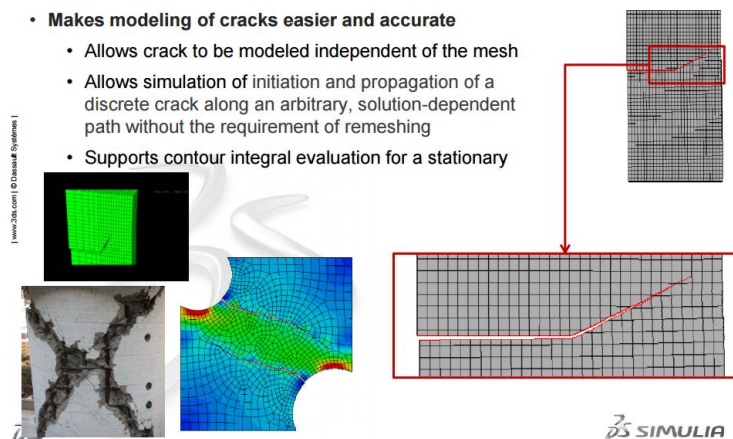 • Makes modeling of cracks easier and accurate
• Allows crack to be modeled independent of the mesh
• Allows simulation of initiation and propagation of a
discrete crack along an arbitrary, solution-dependent
path without the requirement of remeshing
• Supports contour integral evaluation for a stationary
| www.3ds.com | © Dassault Systèmes |
SIMULIA